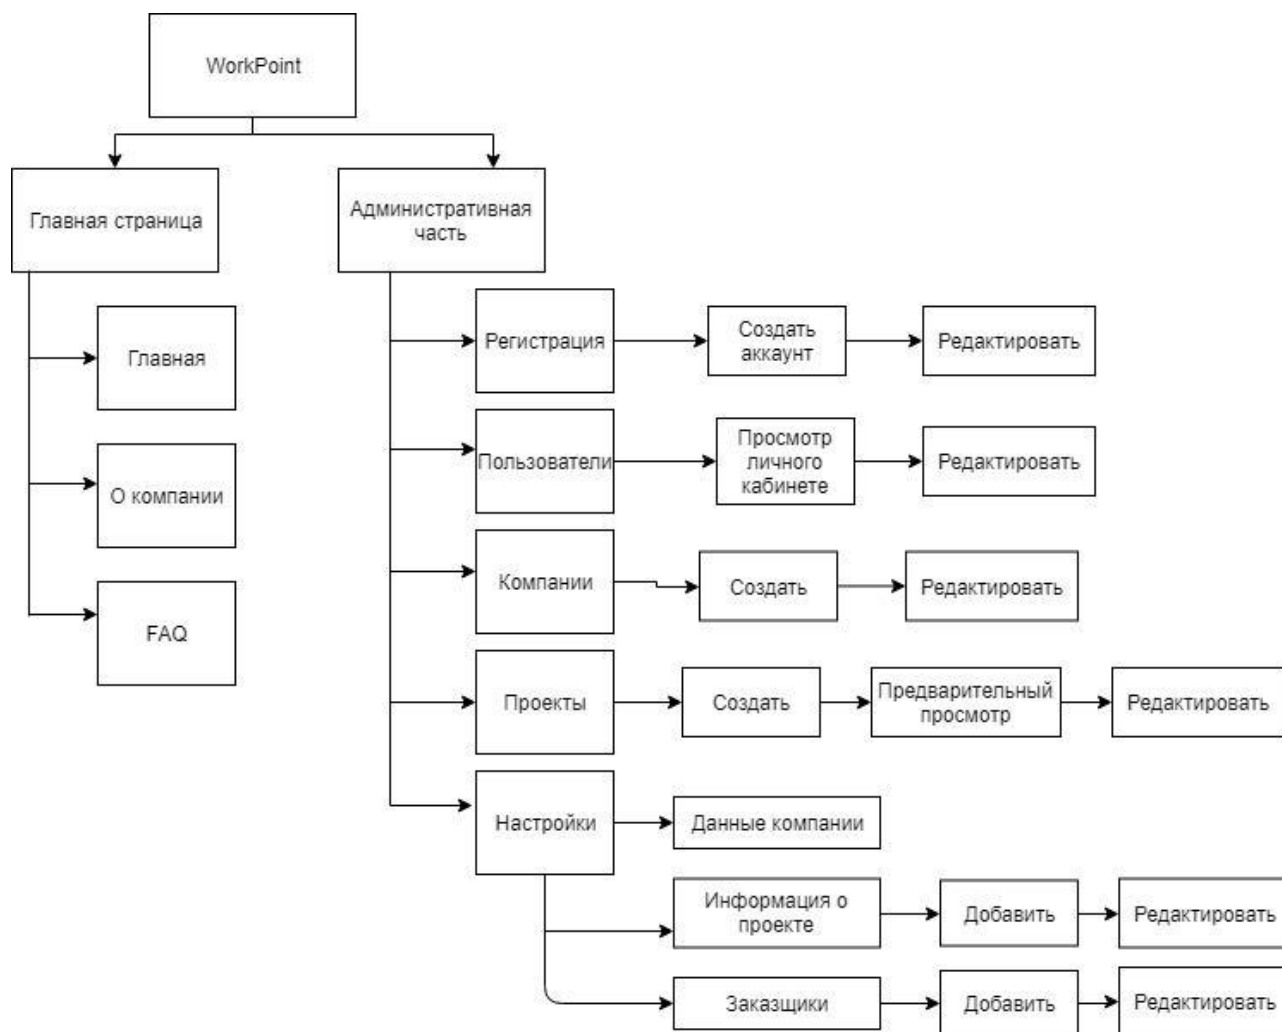 WorkPoint
Главная страница
Административная
часть
Главная
О компании
FAQ
Регистрация
Создать
аккаунт
Редактировать
Пользователи
Просмотр
личного
кабинете
Редактировать
Компании
Создать
Редактировать
Проекты
Создать
Предварительный
просмотр
Редактировать
Настройки
Данные компании
Информация о
проекте
Добавить
Редактировать
Заказщики
Добавить
Редактировать